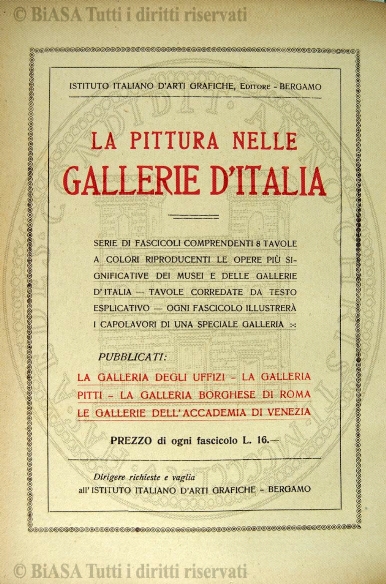 © BiASA Tutti i diritti riservati
ISTITUTO ITALIANO D'ARTI GRAFICHE, EDITORE - BERGAMO
LA PITTURA NELLE
GALLERIE D'ITALIA
SERIE DI FASCICOLI COMPRENDENTI 8 TAVOLE
A COLORI RIPRODUCENTI LE OPERE PIÙ SI-
GNIFICATIVE DEI MUSEI E DELLE GALLERIE
D'ITALIA — TAVOLE CORREDATE DA TESTO
ESPLICATIVO — OGNI FASCICOLO ILLUSTRERÀ
I CAPOLAVORI DI UNA SPECIALE GALLERIA
PUBBLICATI:
LA GALLERIA DEGLI UFFIZI - LA GALLERIA
PITTI - LA GALLERIA BORGHESE DI ROMA
LE GALLERIE DELL'ACCADEMIA DI VENEZIA
PREZZO di ogni fascicolo L. 16.—
Dirigere richieste e vaglia
all'ISTITUTO ITALIANO D'ARTI GRAFICHE - BERGAMO
© BiASA Tutti i diritti riservati